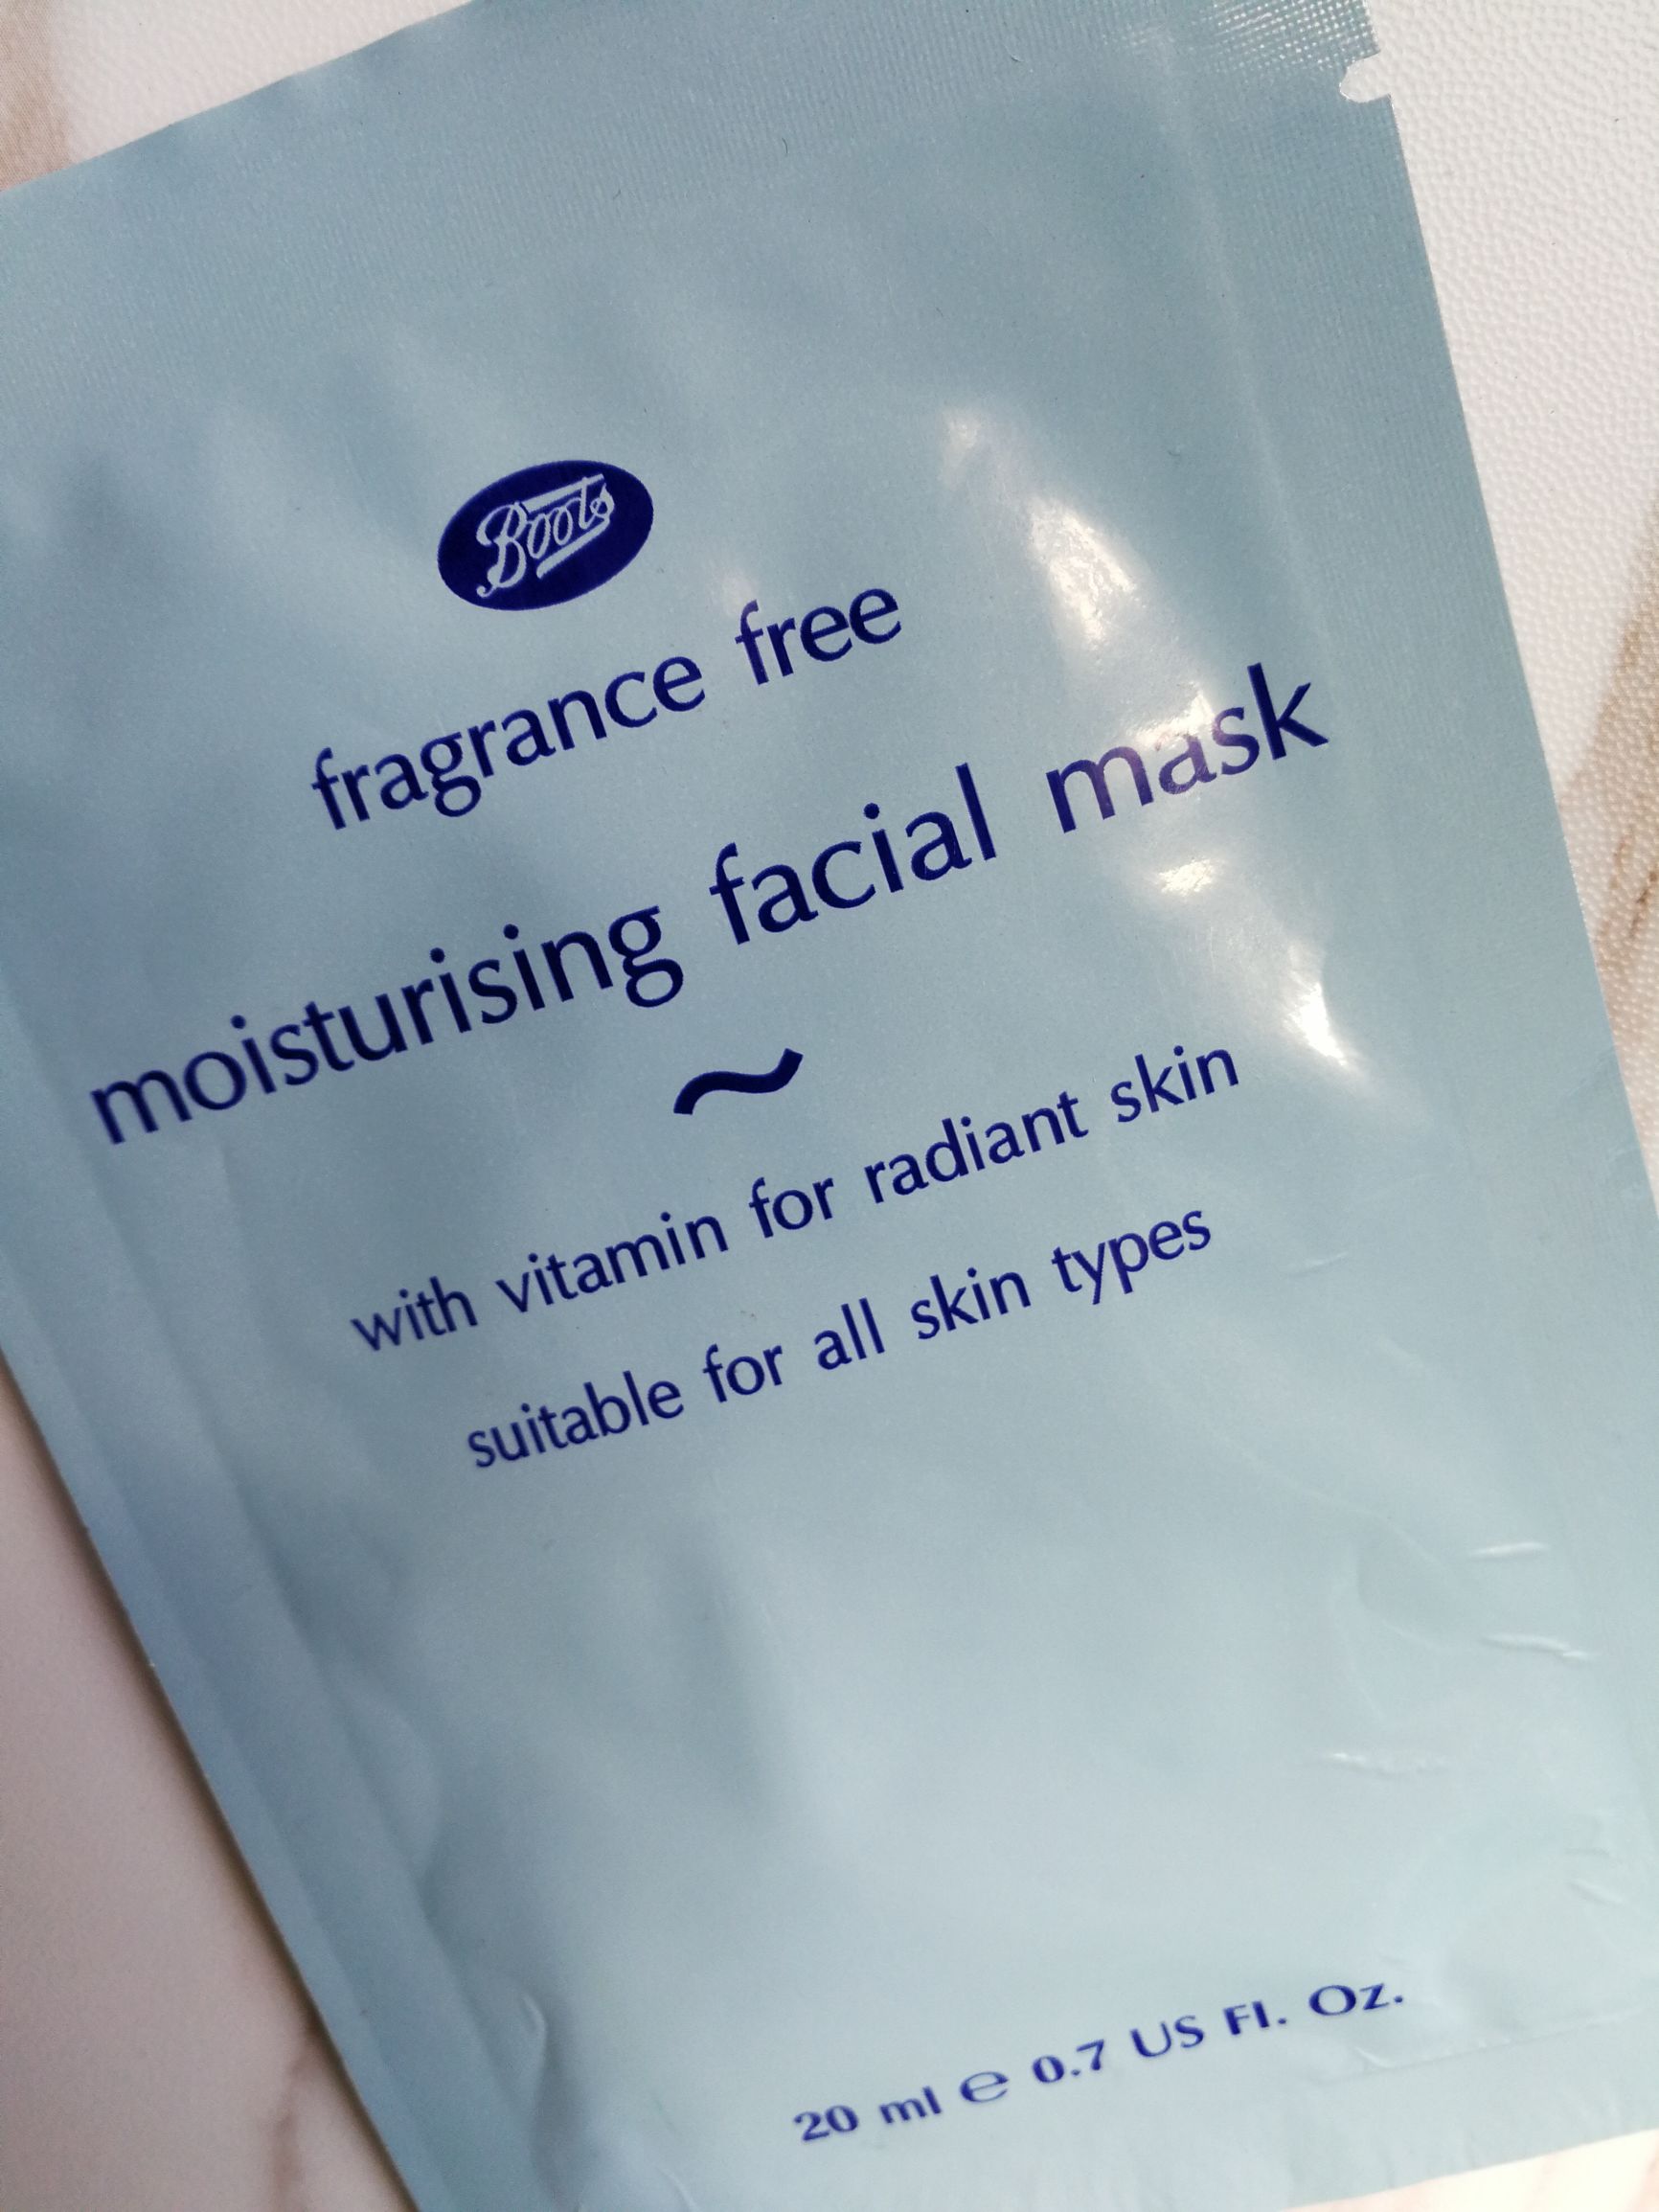 Boots
fragrance free
moisturising facial mask
~
with vitamin for radiant skin
suitable for all skin types
20 ml ℮ 0.7 US Fl. Oz.